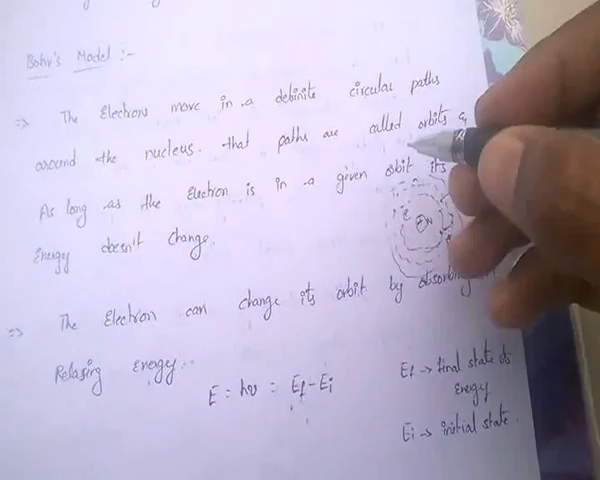 Bohr's Model :-
⇒ The Electrons move in a definite circular paths
around the nucleus. that paths are called orbits
As long as the Electron is in a given orbit its
Energy doesn't change.
⇒ The Electron can change its orbit by absorbing
Relasing energy.
E = hν = Ef - Ei
Ef → final state of
Energy
Ei → initial state.